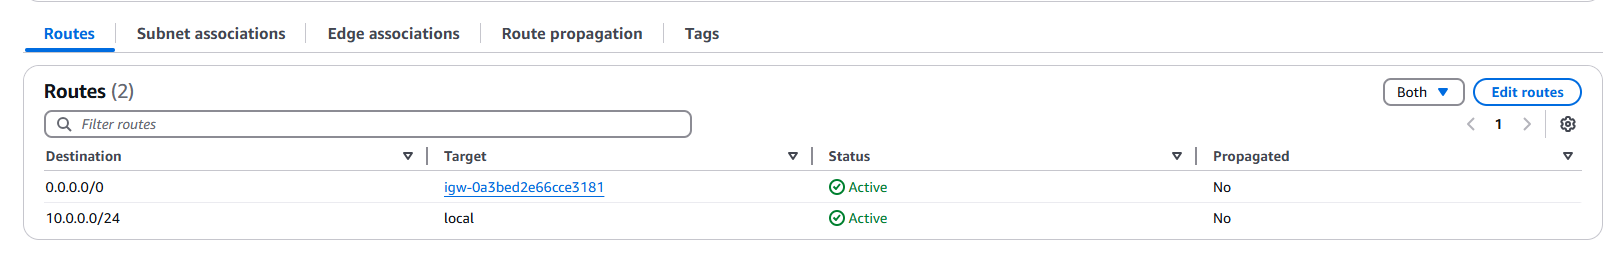 Routes Subnet associations Edge associations Route propagation Tags
Routes (2)
Both Edit routes
Filter routes
1
Destination Target Status Propagated
0.0.0.0/0 igw-0a3bed2e66cce3181 Active No
10.0.0.0/24 local Active No